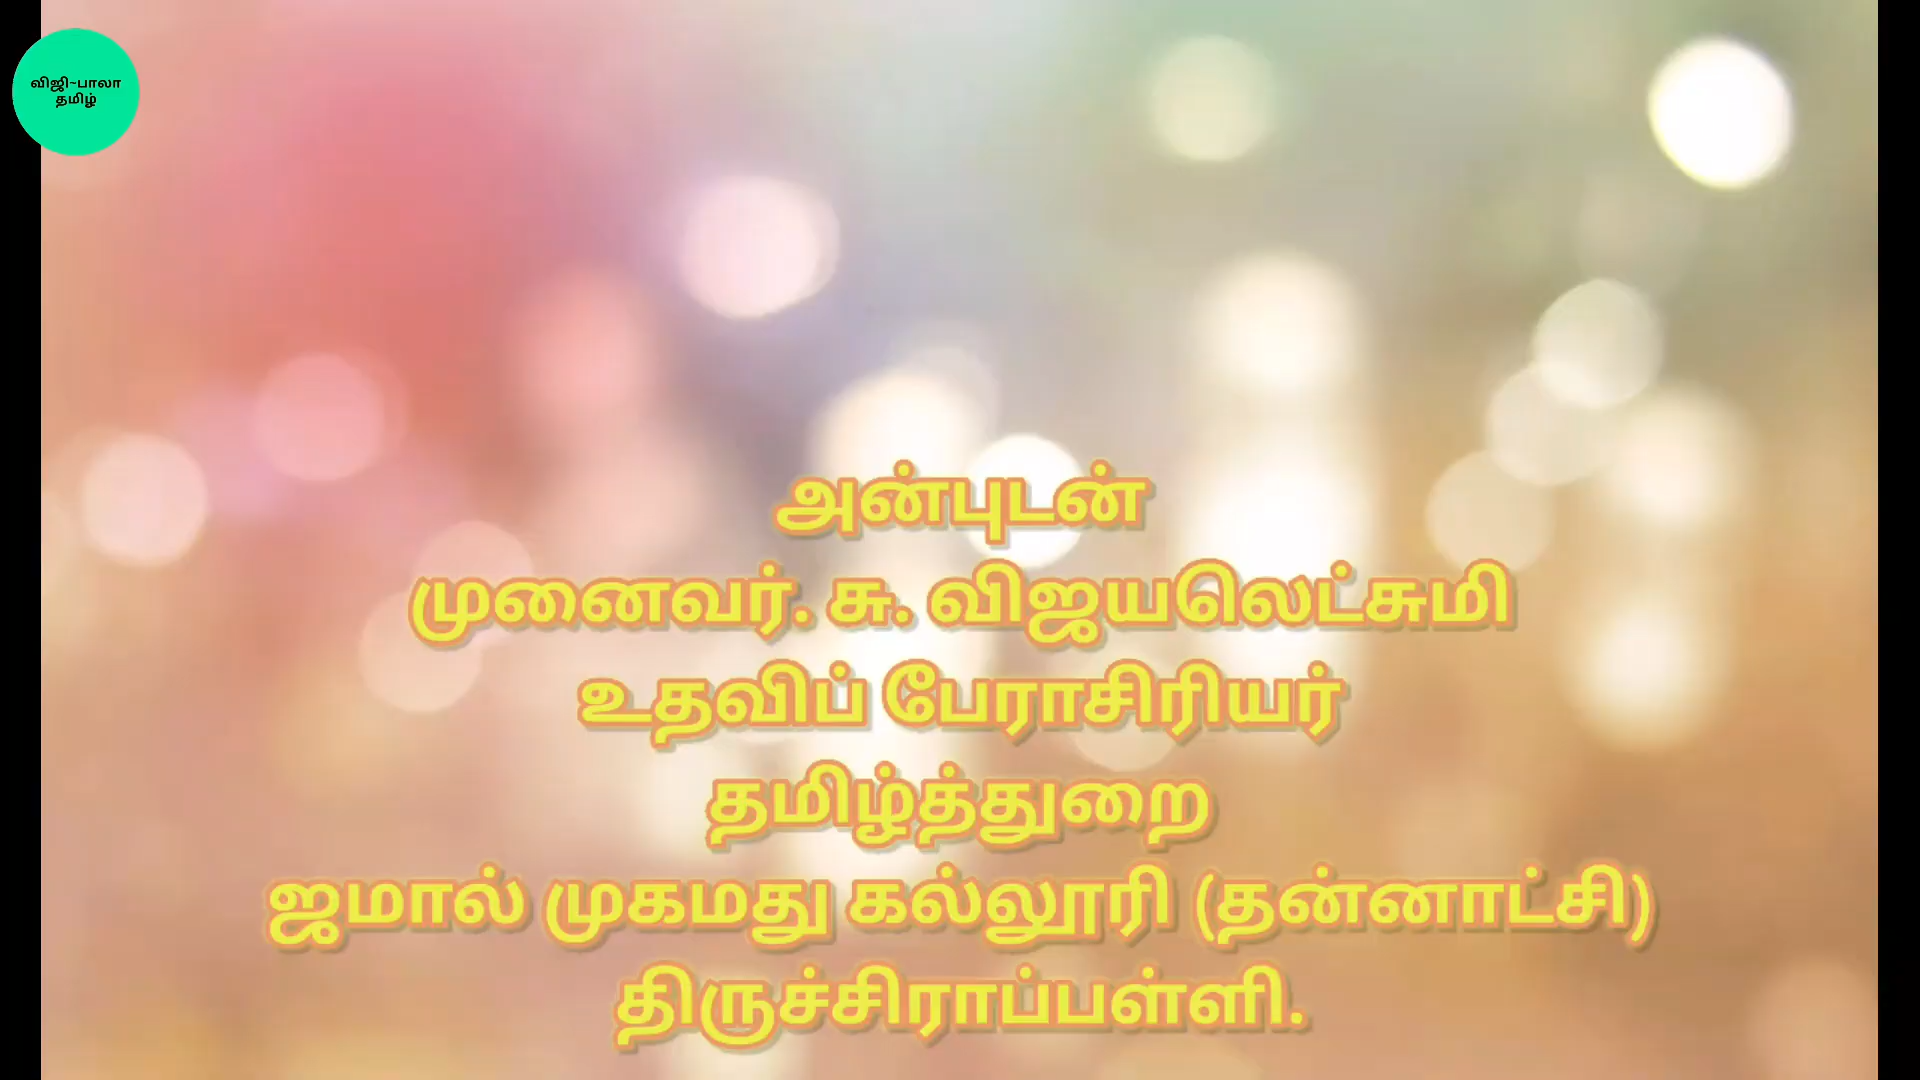 விஜி~பாலா
தமிழ்
அன்புடன்
முனைவர். சு. விஜயலெட்சுமி
உதவிப் பேராசிரியர்
தமிழ்த்துறை
ஜமால் முகமது கல்லூரி (தன்னாட்சி)
திருச்சிராப்பள்ளி.